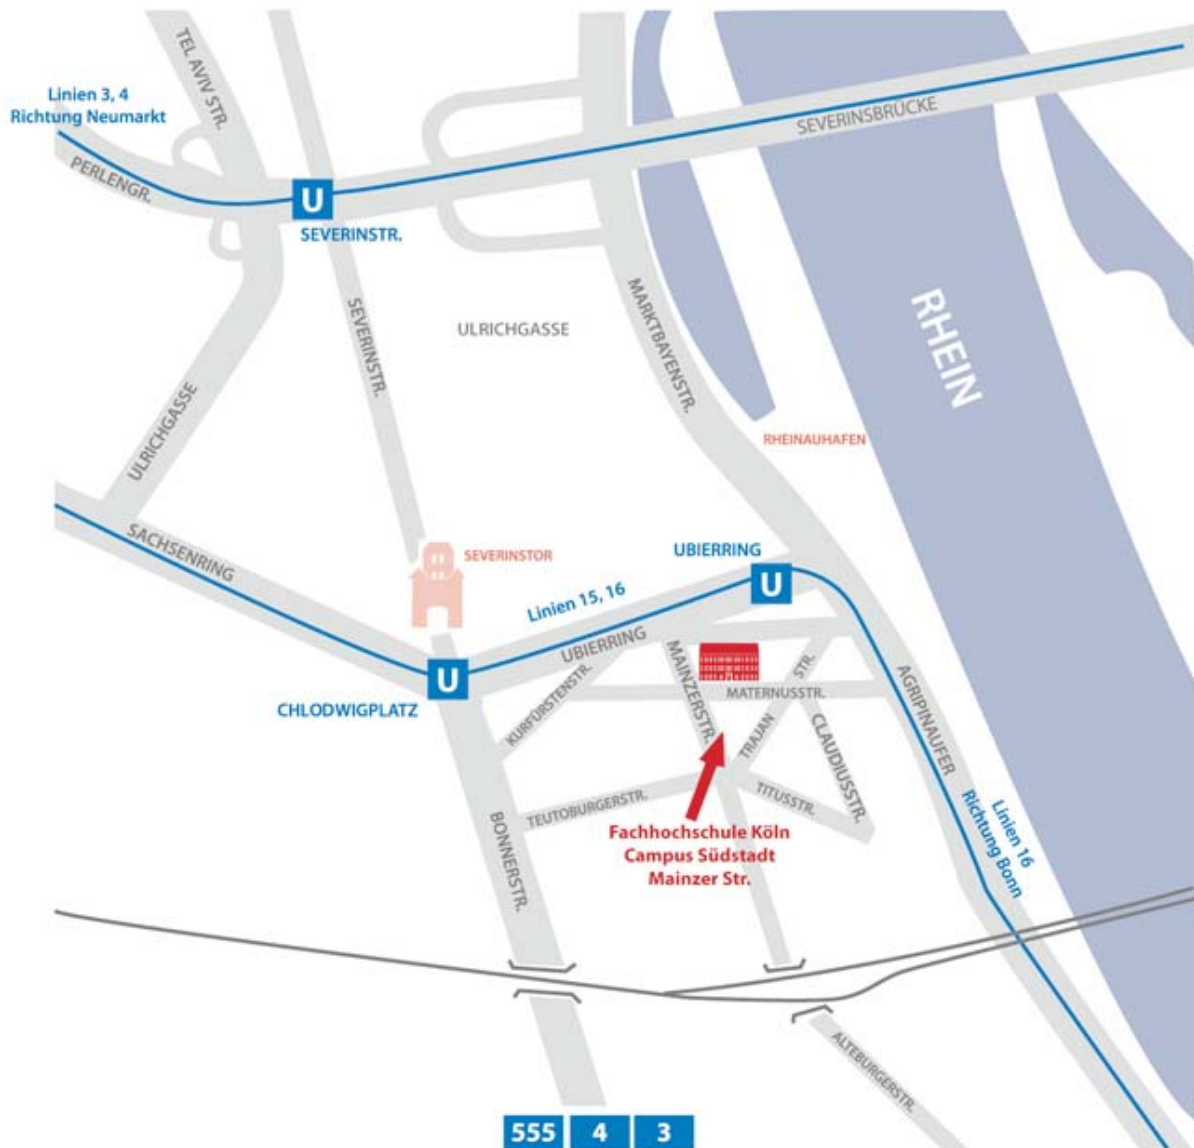 TEL AVIV STR.
Linien 3, 4
Richtung Neumarkt
SEVERINSBRÜCKE
PERLENGR.
U
SEVERINSTR.
SEVERINSTR.
MARKTBAYENSTR.
RHEIN
ULRICHGASSE
ULRICHGASSE
RHEINAUHAFEN
SACHSENRING
SEVERINSTOR
UBIERRING
U
Linien 15, 16
UBIERRING
MAINZERSTR.
TRAJAN STR.
U
CHLODWIGPLATZ
KURFÜRSTENSTR.
MATERNUSSTR.
CLAUDIUSSTR.
AGRIPINAUFER
TEUTOBURGERSTR.
TITUSSTR.
BONNERSTR.
Fachhochschule Köln
Campus Südstadt
Mainzer Str.
Linien 16
Richtung Bonn
ALTEBURGERSTR.
555 4 3